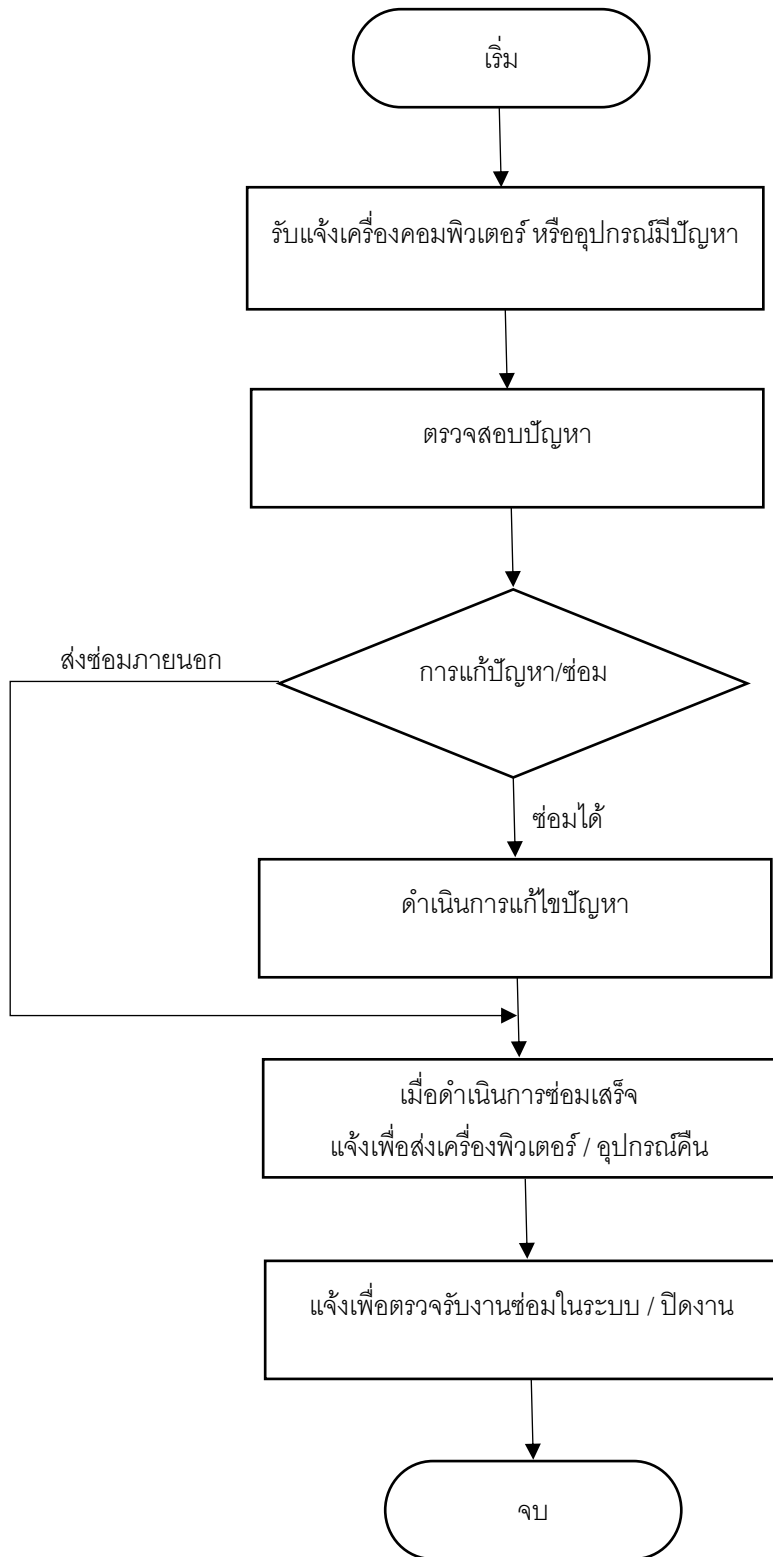 เริ่ม
รับแจ้งเครื่องคอมพิวเตอร์ หรืออุปกรณ์มีปัญหา
ตรวจสอบปัญหา
ส่งซ่อมภายนอก
การแก้ปัญหา/ซ่อม
ซ่อมได้
ดำเนินการแก้ไขปัญหา
เมื่อดำเนินการซ่อมเสร็จ
แจ้งเพื่อส่งเครื่องพิวเตอร์ / อุปกรณ์คืน
แจ้งเพื่อตรวจรับงานซ่อมในระบบ / ปิดงาน
จบ